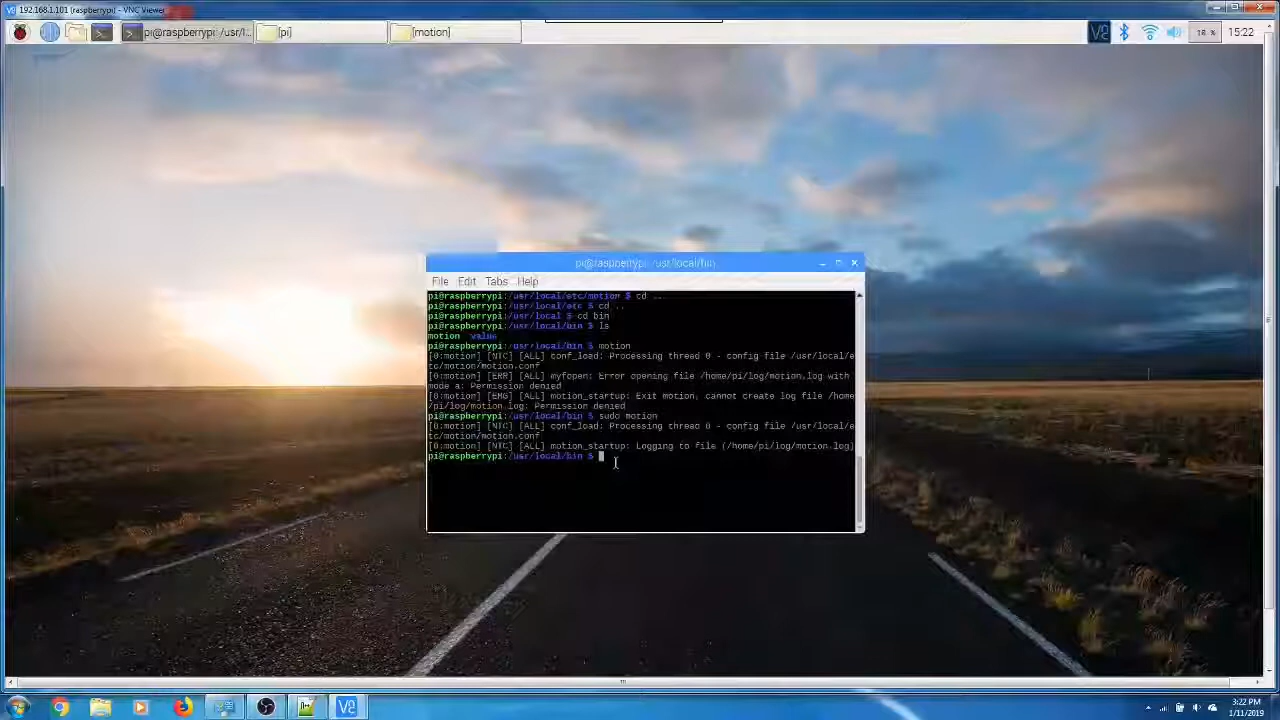 192.168.1.101 (raspberrypi) - VNC Viewer
pi@raspberrypi: /usr/l... [pi] [motion] 15:22
pi@raspberrypi: /usr/local/bin
File Edit Tabs Help
pi@raspberrypi:/usr/local/etc/motion $ cd ..
pi@raspberrypi:/usr/local/etc $ cd ..
pi@raspberrypi:/usr/local $ cd bin
pi@raspberrypi:/usr/local/bin $ ls
motion value
pi@raspberrypi:/usr/local/bin $ motion
[0:motion] [NTC] [ALL] conf_load: Processing thread 0 - config file /usr/local/e
tc/motion/motion.conf
[0:motion] [ERR] [ALL] myfopen: Error opening file /home/pi/log/motion.log with
mode a: Permission denied
[0:motion] [EMG] [ALL] motion_startup: Exit motion, cannot create log file /home
/pi/log/motion.log: Permission denied
pi@raspberrypi:/usr/local/bin $ sudo motion
[0:motion] [NTC] [ALL] conf_load: Processing thread 0 - config file /usr/local/e
tc/motion/motion.conf
[0:motion] [NTC] [ALL] motion_startup: Logging to file (/home/pi/log/motion.log)
pi@raspberrypi:/usr/local/bin $
3:22 PM
1/11/2019